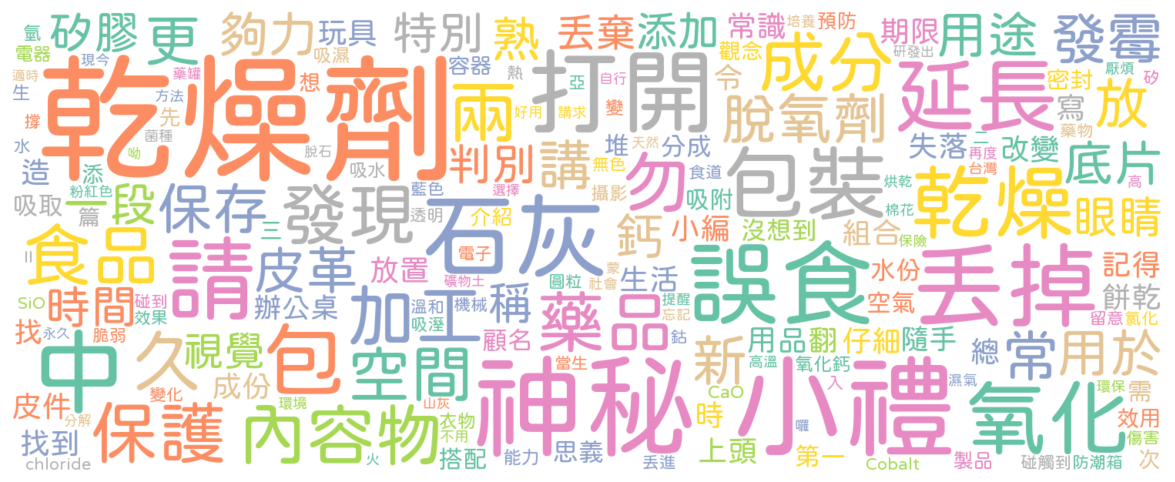 氫
矽膠
更
夠力
玩具
特別
熟
丟棄
添加
常識
培養
預防
期限
用途
發霉
電器
現今
吸濕
容器
觀念
研發出
適時
藥罐
想
熱
亞
自行
令
成分
密封
厭煩
矽
生
方法
先
乾燥劑
兩
好用
講求
變
打開
脫氧劑
延長
寫
放
撐
菌種
堆
天然
分成
藥物
水
呦
脫石
判別
講
無色
失落
二
改變
底片
造
添
吸水
食道
再度
台灣
粉紅色
藍色
選擇
攝影
勿
吸附
包裝
烘乾
高
吸取
一段
保存
發現
透明
介紹
棉花
乾燥
眼睛
篇
三
石灰
鈣
小編
沒想到
組合
保險
食品
請
皮革
電子
礦物土
圓粒
蒙
社會
生活
誤食
水份
丟掉
記得
放置
溫和
機械
稱
提醒
忘記
空氣
餅乾
SiO
時間
碰到
效果
辦公桌
加工
吸溼
藥品
留意
氯化
找
永久
脆弱
顧名
鈷
用品
翻
仔細
隨手
中
久
視覺
包
空間
當生
新
高溫
氧化鈣
總
常
用於
成份
神秘
小禮
入
濕氣
環保
需
皮件
變化
環境
山灰
CaO
氧化
效用
分解
保護
內容物
衣物
不用
時
囉
傷害
找到
火
搭配
能力
思義
丟進
上頭
第一
製品
碰觸到
防潮箱
次
chloride
Cobalt